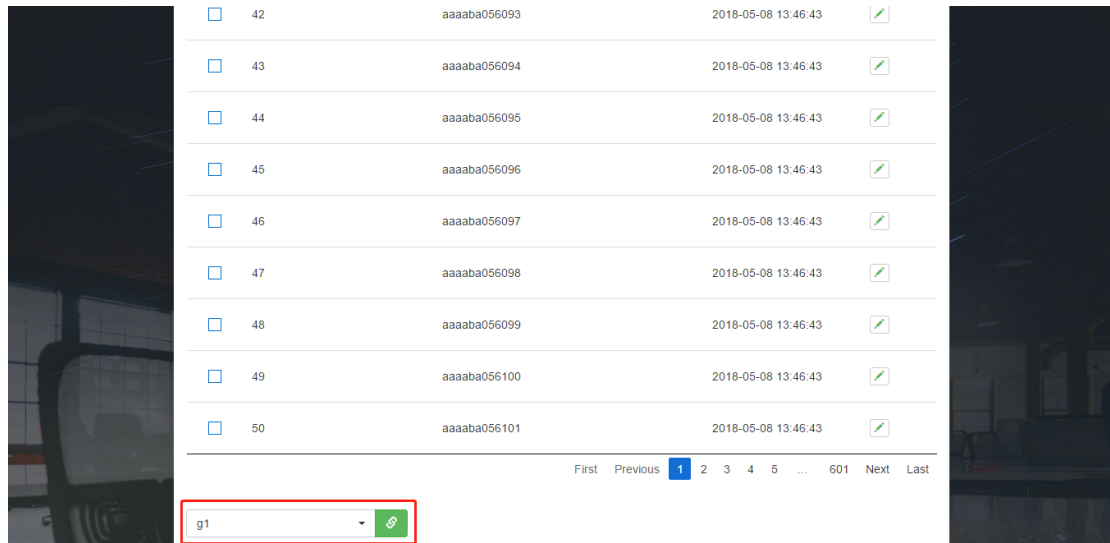 42 aaaaba056093 2018-05-08 13:46:43
43 aaaaba056094 2018-05-08 13:46:43
44 aaaaba056095 2018-05-08 13:46:43
45 aaaaba056096 2018-05-08 13:46:43
46 aaaaba056097 2018-05-08 13:46:43
47 aaaaba056098 2018-05-08 13:46:43
48 aaaaba056099 2018-05-08 13:46:43
49 aaaaba056100 2018-05-08 13:46:43
50 aaaaba056101 2018-05-08 13:46:43
First Previous 1 2 3 4 5 ... 601 Next Last
g1